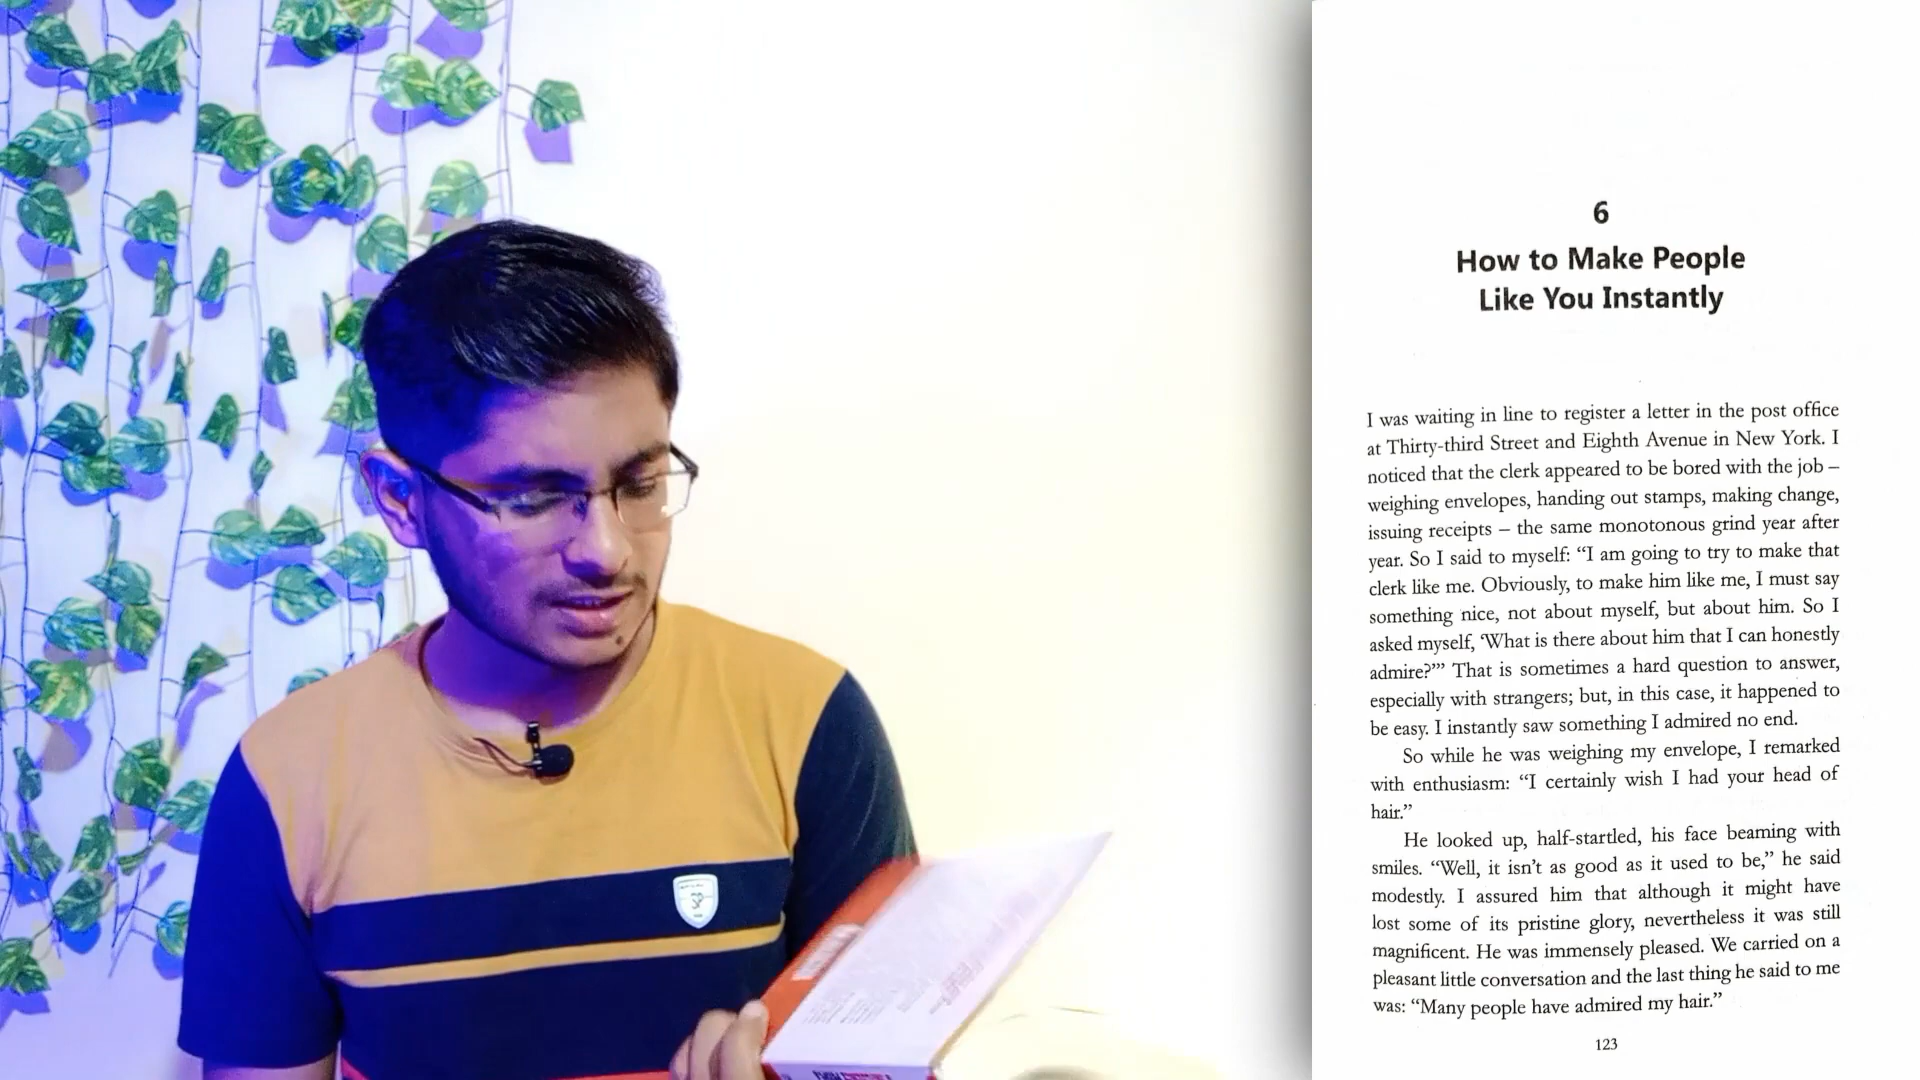 6
How to Make People
Like You Instantly
I was waiting in line to register a letter in the post office
at Thirty-third Street and Eighth Avenue in New York. I
noticed that the clerk appeared to be bored with the job –
weighing envelopes, handing out stamps, making change,
issuing receipts – the same monotonous grind year after
year. So I said to myself: “I am going to try to make that
clerk like me. Obviously, to make him like me, I must say
something nice, not about myself, but about him. So I
asked myself, ‘What is there about him that I can honestly
admire?’” That is sometimes a hard question to answer,
especially with strangers; but, in this case, it happened to
be easy. I instantly saw something I admired no end.
So while he was weighing my envelope, I remarked
with enthusiasm: “I certainly wish I had your head of
hair.”
He looked up, half-startled, his face beaming with
smiles. “Well, it isn’t as good as it used to be,” he said
modestly. I assured him that although it might have
lost some of its pristine glory, nevertheless it was still
magnificent. He was immensely pleased. We carried on a
pleasant little conversation and the last thing he said to me
was: “Many people have admired my hair.”
123